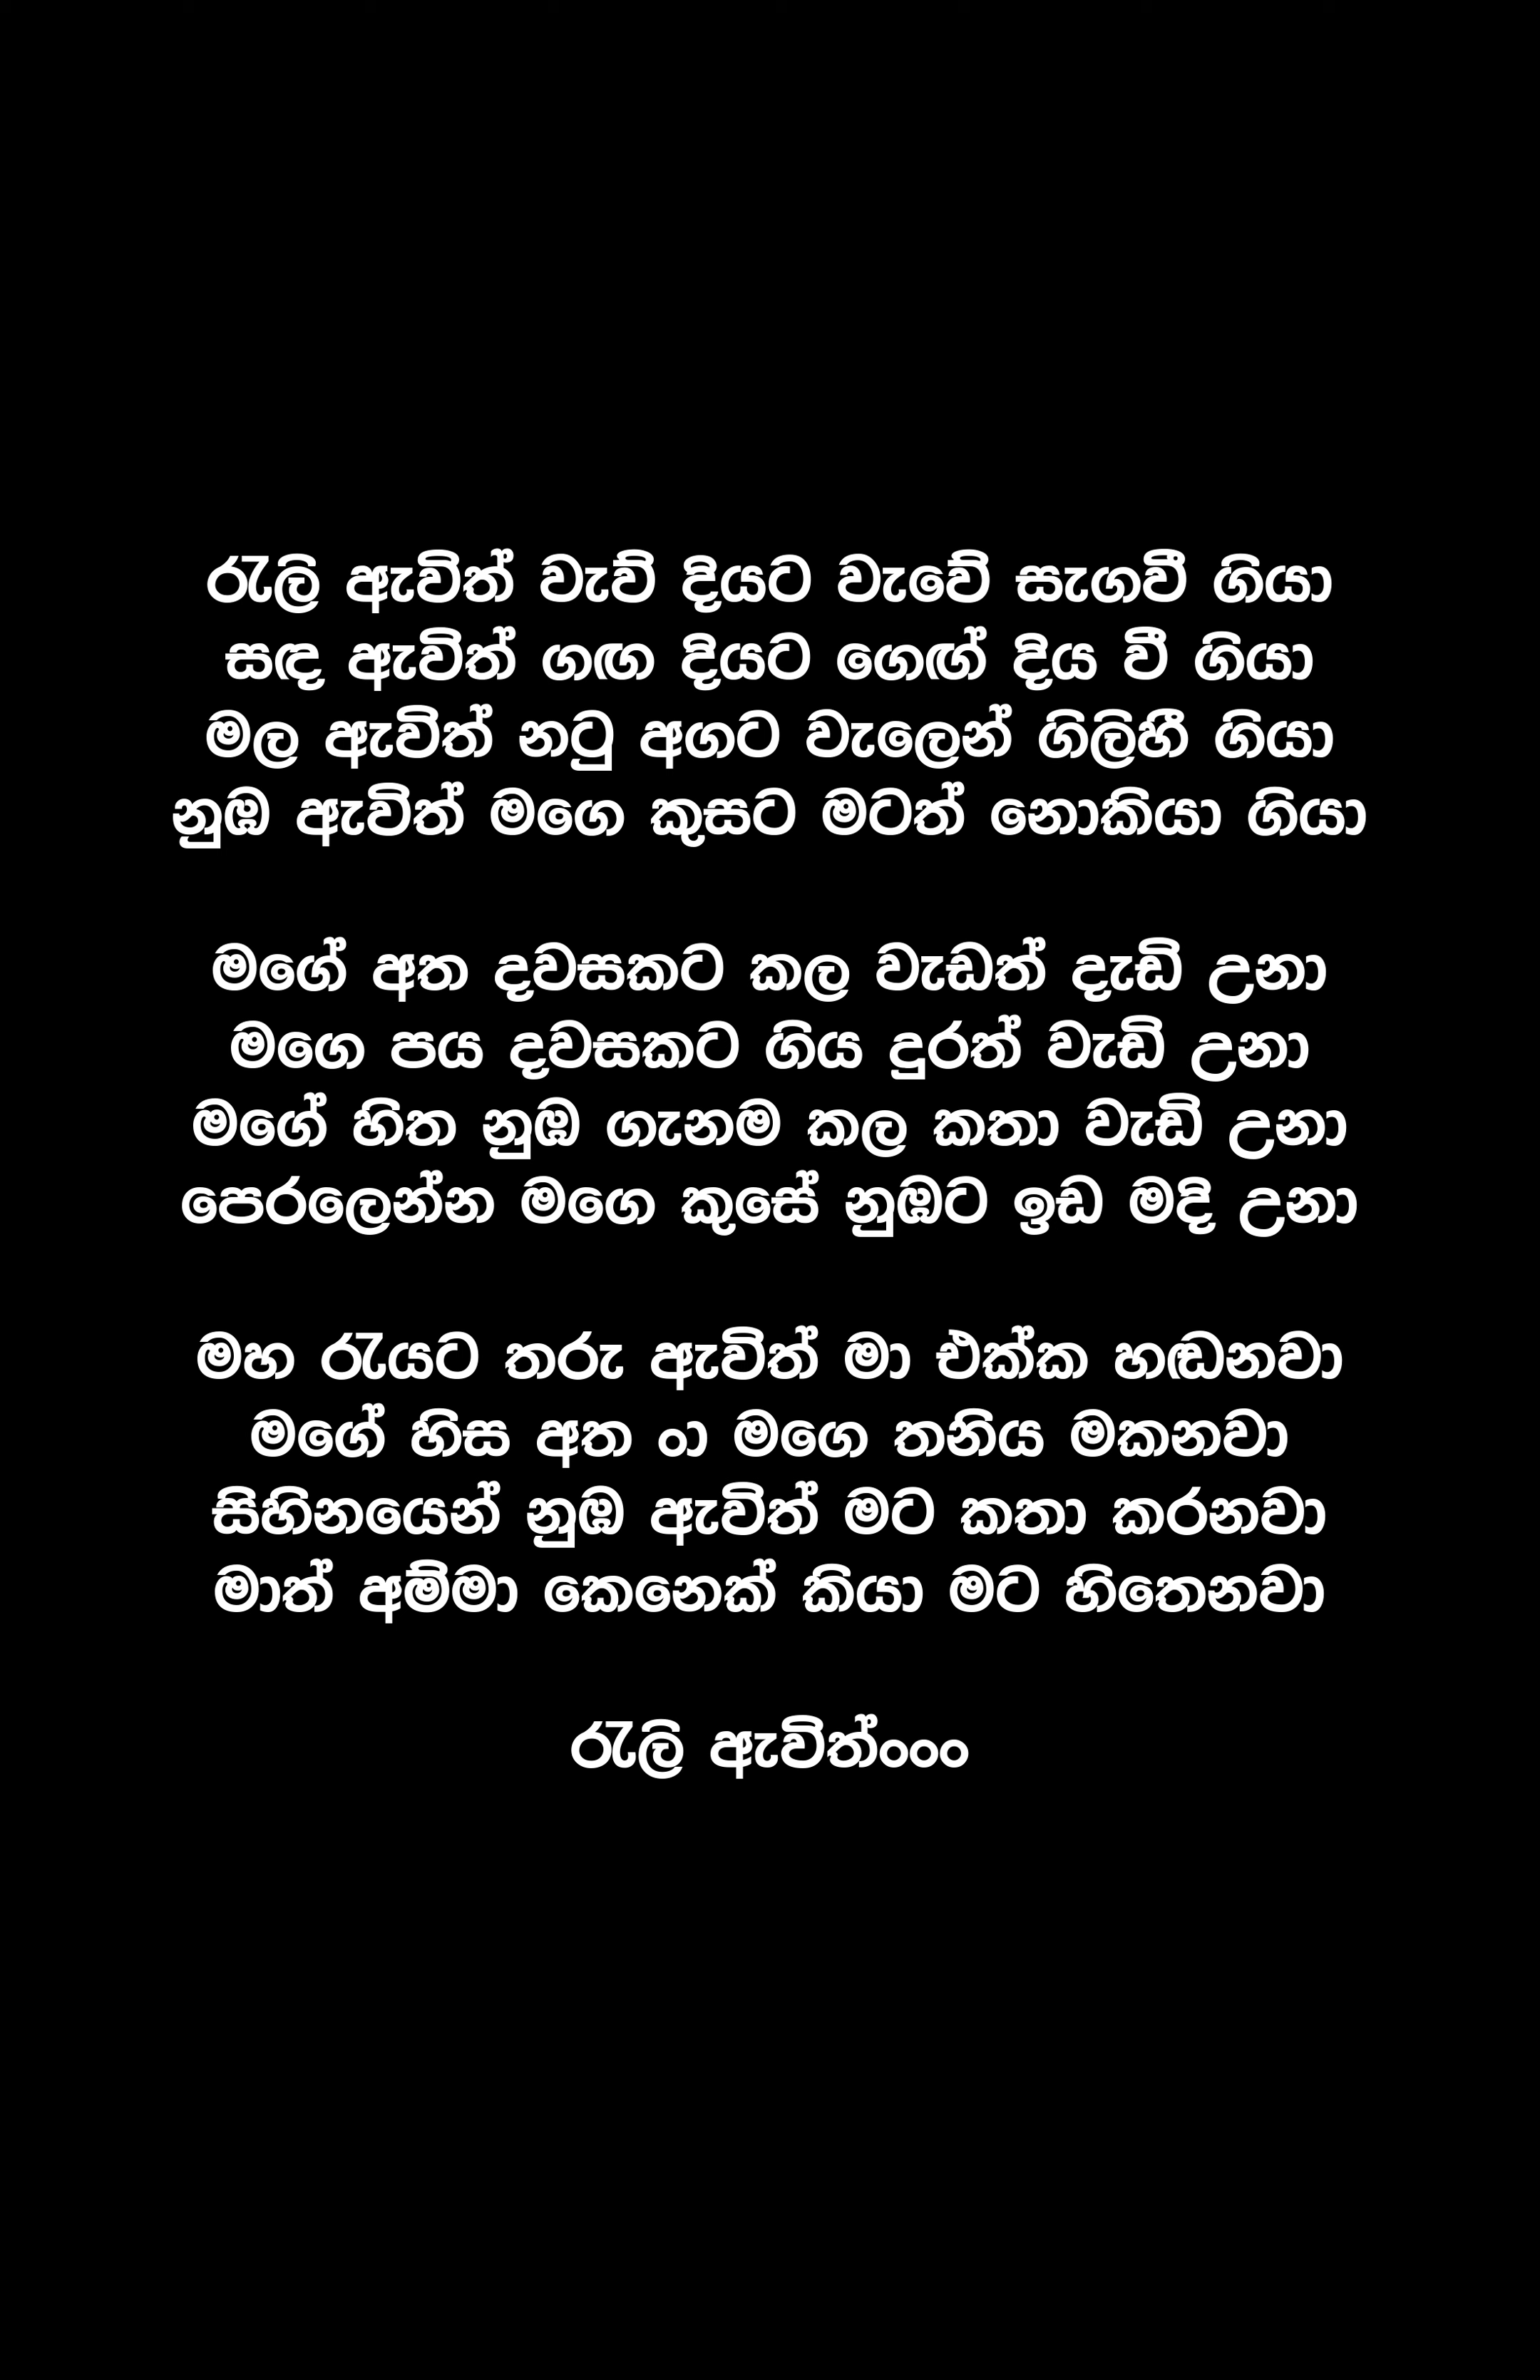 රැලි ඇවිත් වැව් දියට වැවේ සැඟවී ගියා
සඳ ඇවිත් ගඟ දියට ගෙඟ් දිය වී ගියා
මල ඇවිත් නටු අගට වැලෙන් ගිලිහී ගියා
නුඹ ඇවිත් මගෙ කුසට මටත් නොකියා ගියා

මගේ අත දවසකට කල වැඩත් දැඩි උනා
මගෙ පය දවසකට ගිය දුරත් වැඩි උනා
මගේ හිත නුඹ ගැනම කල කතා වැඩි උනා
පෙරලෙන්න මගෙ කුසේ නුඹට ඉඩ මදි උනා

මහ රැයට තරු ඇවිත් මා එක්ක හඬනවා
මගේ හිස අත ංා මගෙ තනිය මකනවා
සිහිනයෙන් නුඹ ඇවිත් මට කතා කරනවා
මාත් අම්මා කෙනෙක් කියා මට හිතෙනවා

රැලි ඇවිත්ංංං